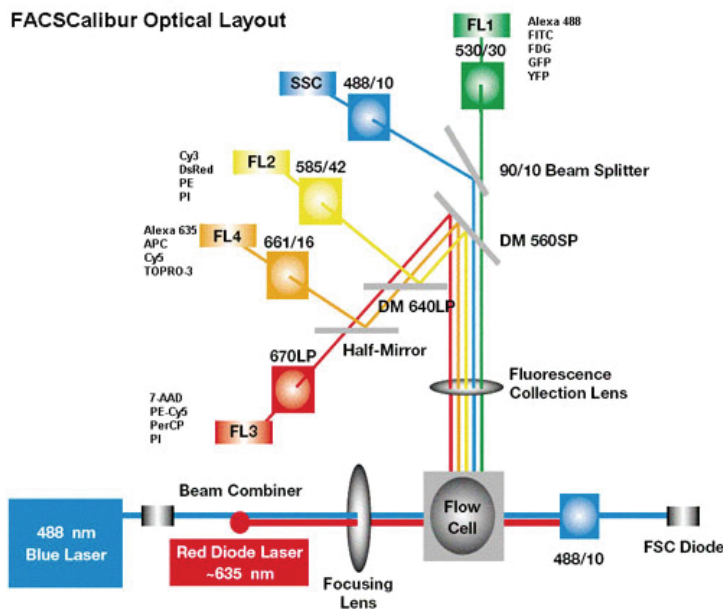 FACSCalibur Optical Layout
FL1
Alexa 488
FITC
FDG
GFP
YFP
530/30
SSC
488/10
90/10 Beam Splitter
Cy3
DsRed
PE
PI
FL2
585/42
DM 560SP
Alexa 635
APC
Cy5
TOPRO-3
FL4
661/16
DM 640LP
Half-Mirror
670LP
Fluorescence
Collection Lens
7-AAD
PE-Cy5
PerCP
PI
FL3
Beam Combiner
488 nm
Blue Laser
Red Diode Laser
~635 nm
Focusing
Lens
Flow
Cell
488/10
FSC Diode